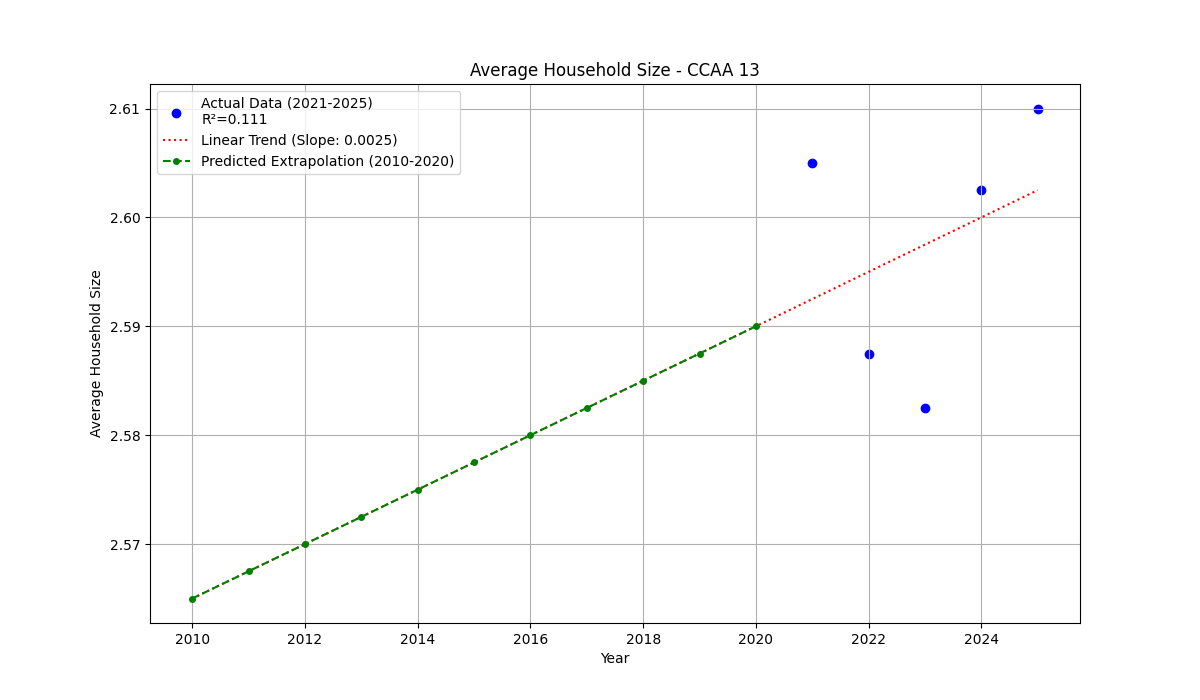 Average Household Size - CCAA 13
Actual Data (2021-2025)
R²=0.111
Linear Trend (Slope: 0.0025)
Predicted Extrapolation (2010-2020)
2.61
2.60
2.59
2.58
2.57
Average Household Size
2010 2012 2014 2016 2018 2020 2022 2024
Year